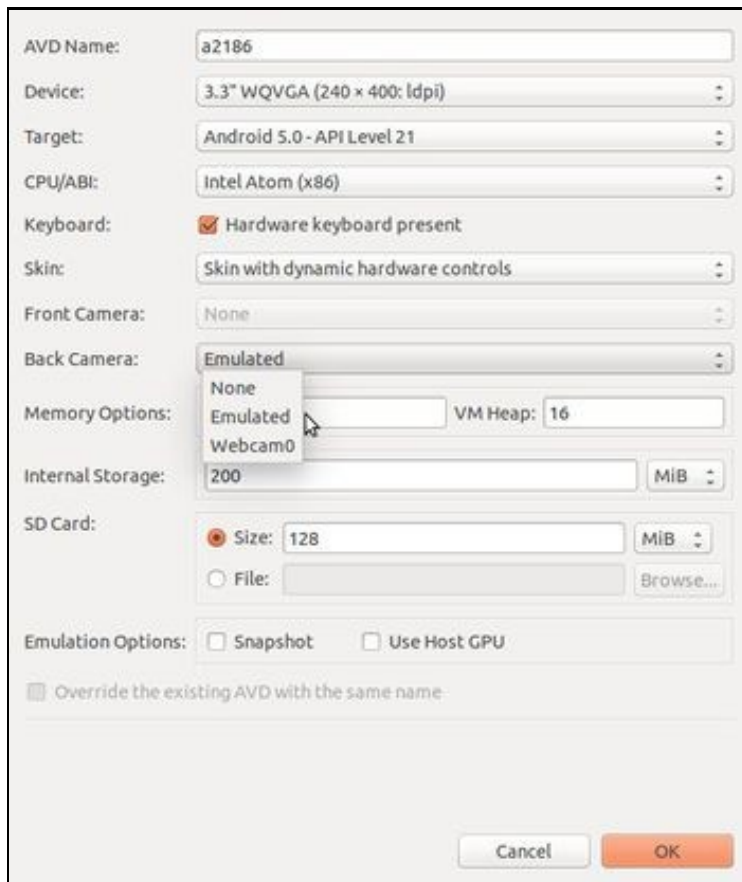 AVD Name: a2186
Device: 3.3" WQVGA (240 × 400: ldpi)
Target: Android 5.0 - API Level 21
CPU/ABI: Intel Atom (x86)
Keyboard: Hardware keyboard present
Skin: Skin with dynamic hardware controls
Front Camera: None
Back Camera: Emulated
None
Memory Options: Emulated VM Heap: 16
Webcam0
Internal Storage: 200 MiB
SD Card:
Size: 128 MiB
File: Browse...
Emulation Options: Snapshot Use Host GPU
Override the existing AVD with the same name
Cancel OK